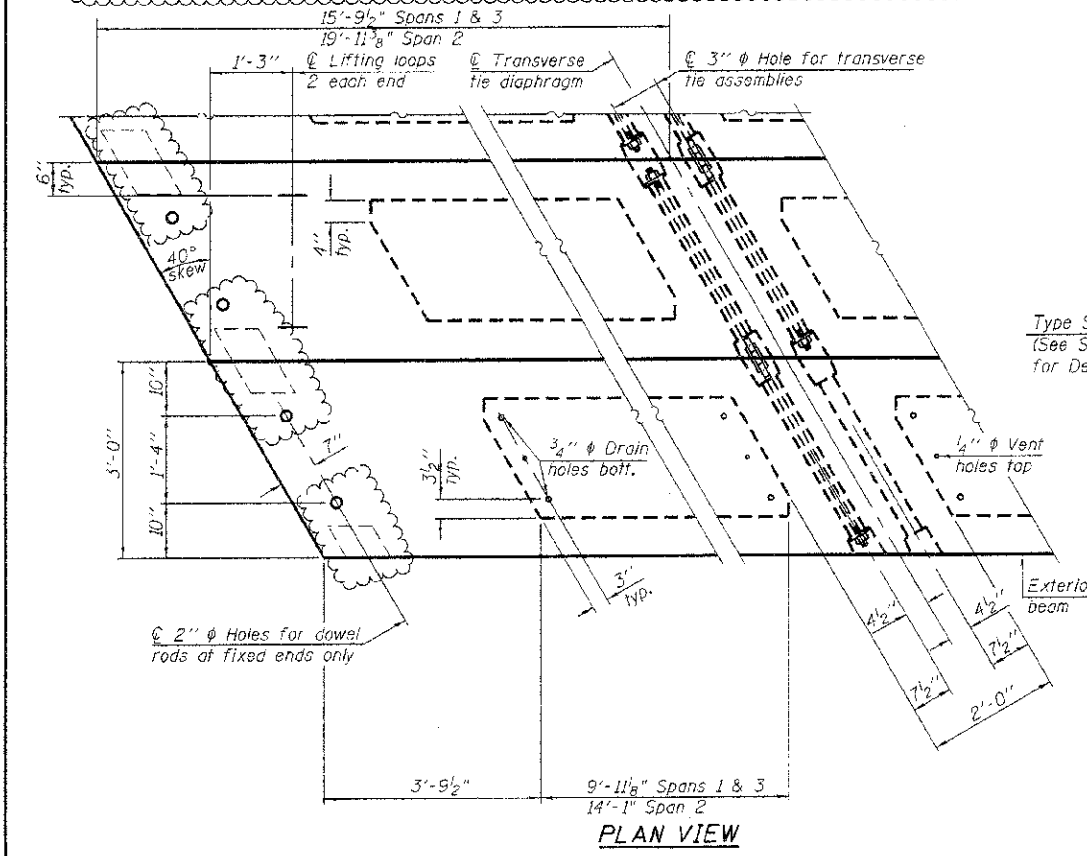 15'-9½" Spans 1 & 3
19'-11⅜" Span 2
1'-3"
℄ Lifting loops
2 each end
℄ Transverse
tie diaphragm
℄ 3" ϕ Hole for transverse
tie assemblies
6"
typ.
4"
typ.
40°
skew
Type S
(See S
for De
3'-0"
10"
1'-4"
10"
7"
3½"
typ.
¾" ϕ Drain
holes bott.
¼" ϕ Vent
holes top
3"
typ.
℄ 2" ϕ Holes for dowel
rods at fixed ends only
Exterio
beam
4½"
7½"
4½"
7½"
2'-0"
3'-9½"
9'-11⅛" Spans 1 & 3
14'-1" Span 2
PLAN VIEW